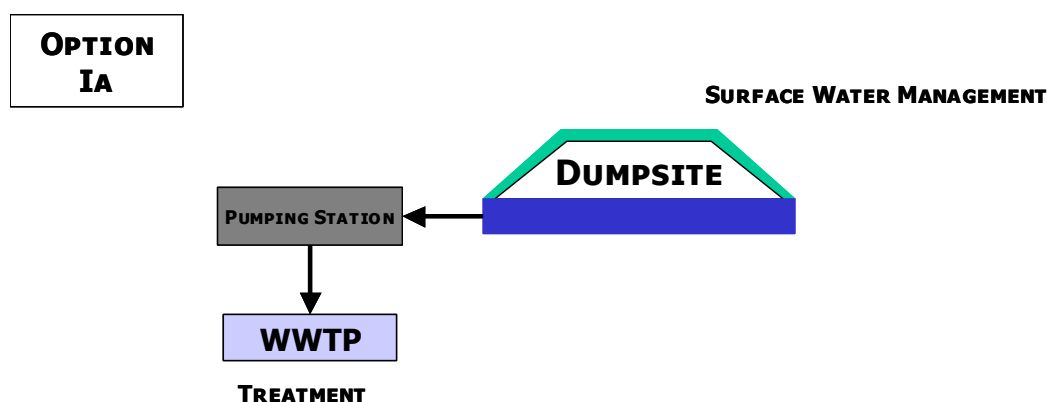 OPTION
IA
SURFACE WATER MANAGEMENT
DUMPSITE
PUMPING STATION
WWTP
TREATMENT